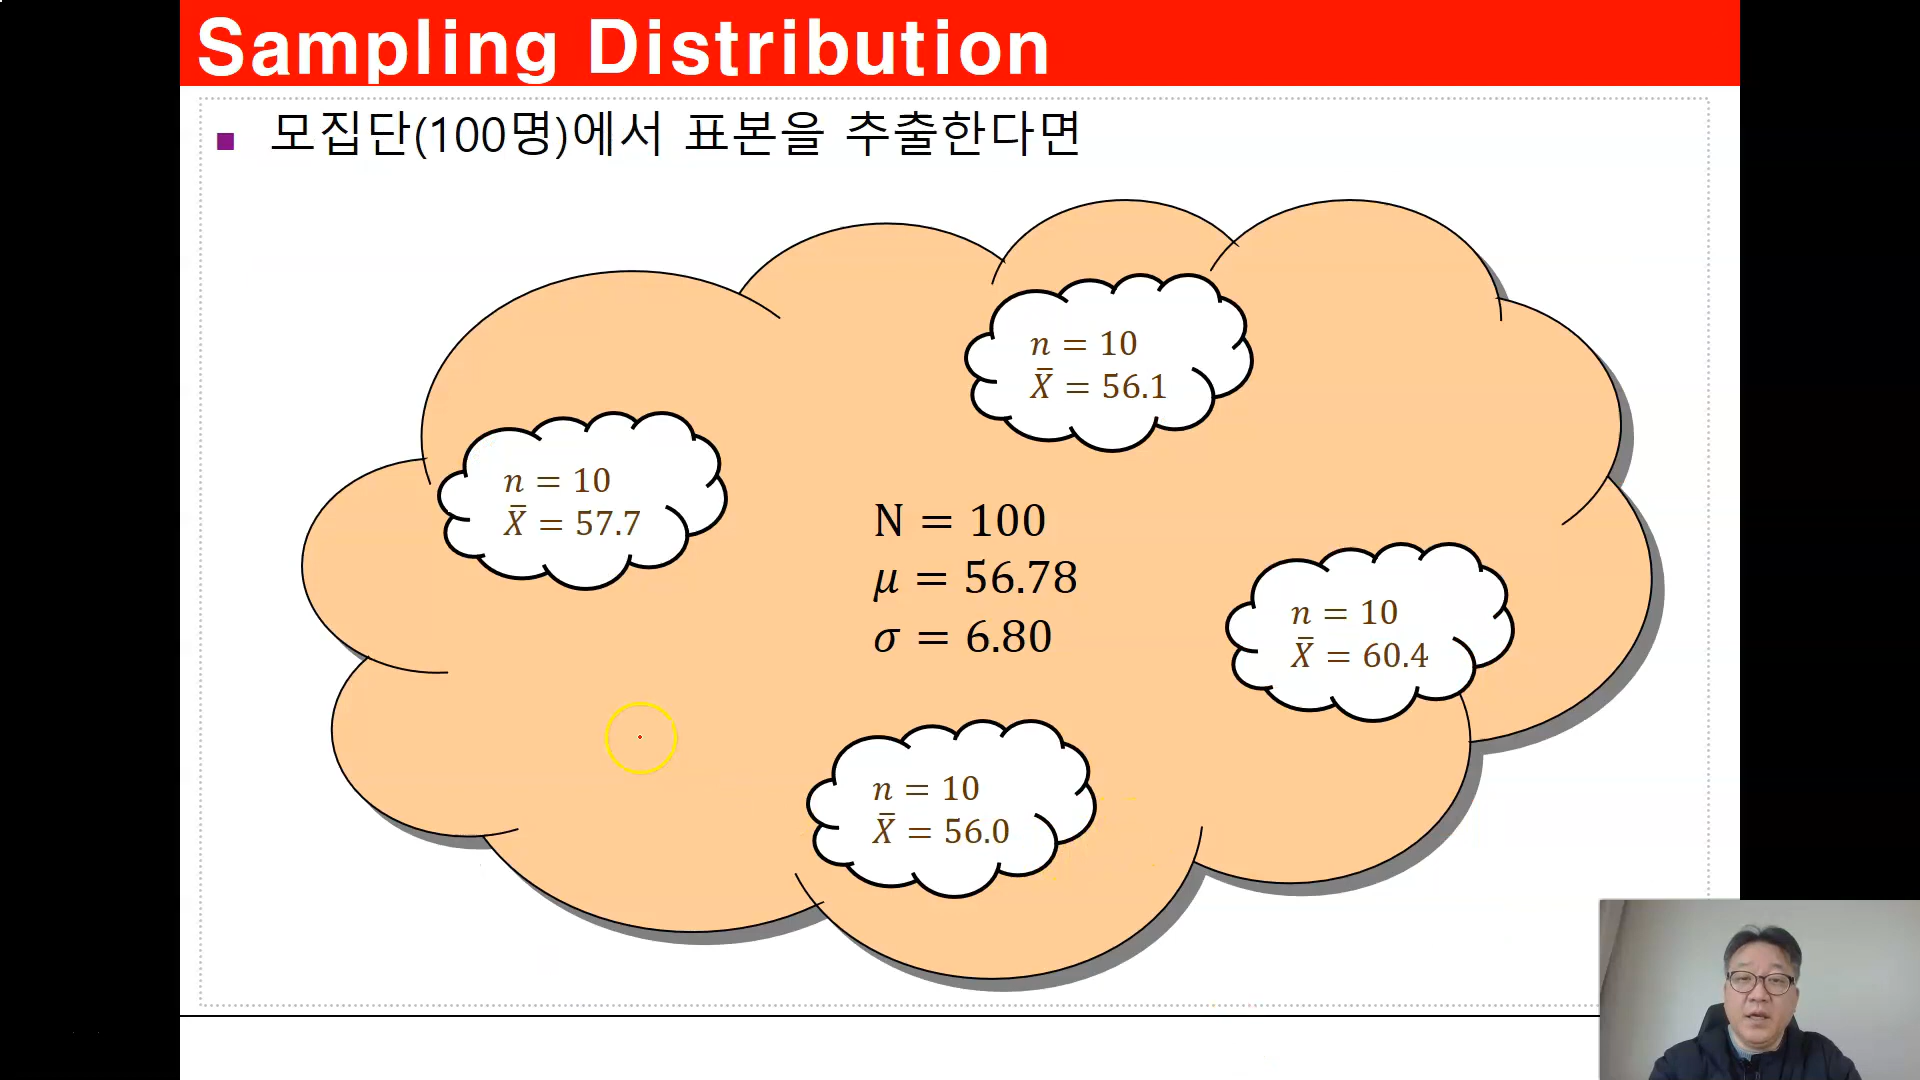 Sampling Distribution
모집단(100명)에서 표본을 추출한다면
n = 10
X̄ = 56.1
n = 10
X̄ = 57.7
N = 100
μ = 56.78
σ = 6.80
n = 10
X̄ = 60.4
n = 10
X̄ = 56.0